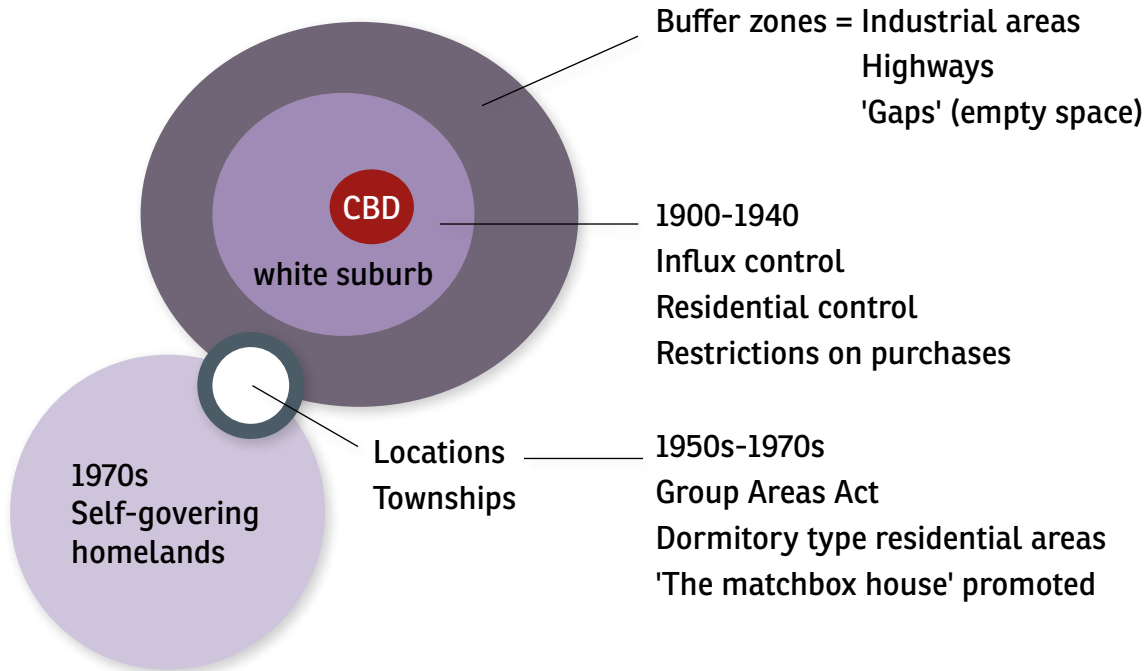 Buffer zones = Industrial areas
Highways
'Gaps' (empty space)
CBD
white suburb
1900-1940
Influx control
Residential control
Restrictions on purchases
Locations
Townships
1950s-1970s
Group Areas Act
Dormitory type residential areas
'The matchbox house' promoted
1970s
Self-govering
homelands